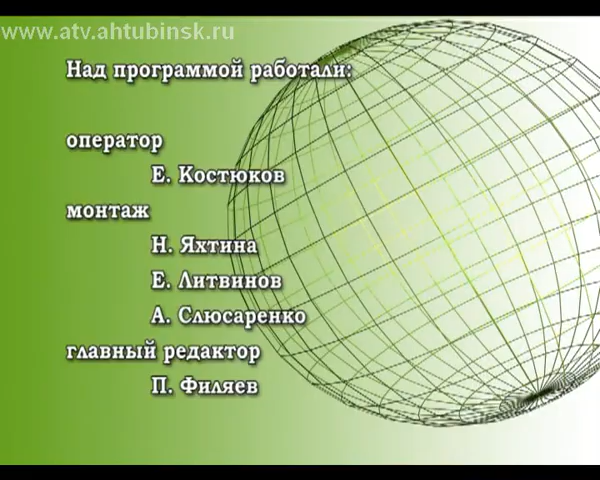 www.atv.ahtubinsk.ru
Над программой работали:
оператор
Е. Костюков
монтаж
Н. Яхтина
Е. Литвинов
А. Слюсаренко
главный редактор
П. Филяев